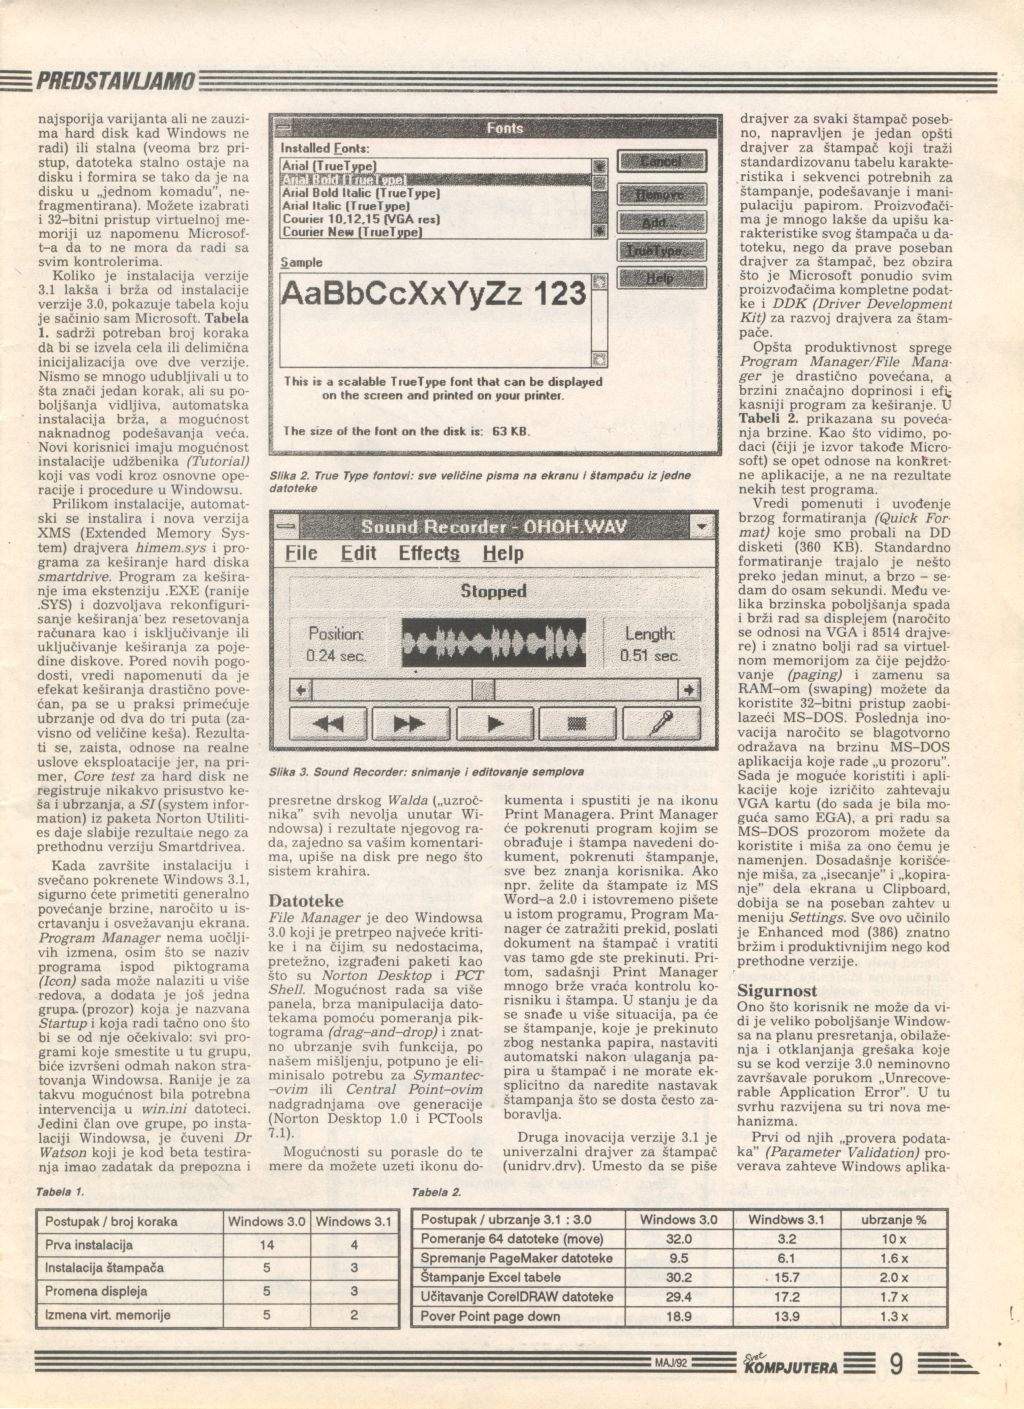 PREDSTAVLJAMO
najsporija varijanta ali ne zauzi-
ma hard disk kad Windows ne
radi) ili stalna (veoma brz pri-
stup, datoteka stalno ostaje na
disku i formira se tako da je na
disku u „jednom komadu”, ne-
fragmentirana). Možete izabrati
i 32-bitni pristup virtuelnoj me-
moriji uz napomenu Microsof-
t-a da to ne mora da radi sa
svim kontrolerima.
Koliko je instalacija verzije
3.1 lakša i brža od instalacije
verzije 3.0, pokazuje tabela koju
je sačinio sam Microsoft. Tabela
1. sadrži potreban broj koraka
da bi se izvela cela ili delimična
inicijalizacija ove dve verzije.
Nismo se mnogo udubljivali u to
šta znači jedan korak, ali su po-
boljšanja vidljiva, automatska
instalacija brža, a mogućnost
naknadnog podešavanja veća.
Novi korisnici imaju mogućnost
instalacije udžbenika (Tutorial)
koji vas vodi kroz osnovne ope-
racije i procedure u Windowsu.
Prilikom instalacije, automat-
ski se instalira i nova verzija
XMS (Extended Memory Sys-
tem) drajvera himem.sys i pro-
grama za keširanje hard diska
smartdrive. Program za kešira-
nje ima ekstenziju .EXE (ranije
.SYS) i dozvoljava rekonfiguri-
sanje keširanja bez resetovanja
računara kao i isključivanje ili
uključivanje keširanja za poje-
dine diskove. Pored novih pogo-
dosti, vredi napomenuti da je
efekat keširanja drastično pove-
ćan, pa se u praksi primećuje
ubrzanje od dva do tri puta (za-
visno od veličine keša). Rezulta-
ti se, zaista, odnose na realne
uslove eksploatacije jer, na pri-
mer, Core test za hard disk ne
registruje nikakvo prisustvo ke-
ša i ubrzanja, a SI (system infor-
mation) iz paketa Norton Utiliti-
es daje slabije rezultate nego za
prethodnu verziju Smartdrivea.
Kada završite instalaciju i
svečano pokrenete Windows 3.1,
sigurno ćete primetiti generalno
povećanje brzine, naročito u is-
crtavanju i osvežavanju ekrana.
Program Manager nema uočlji-
vih izmena, osim što se naziv
programa ispod piktograma
(Icon) sada može nalaziti u više
redova, a dodata je još jedna
grupa (prozor) koja je nazvana
Startup i koja radi tačno ono što
bi se od nje očekivalo: svi pro-
grami koje smestite u tu grupu,
biće izvršeni odmah nakon star-
tovanja Windowsa. Ranije je za
takvu mogućnost bila potrebna
intervencija u win.ini datoteci.
Jedini član ove grupe, po insta-
laciji Windowsa, je čuveni Dr
Watson koji je kod beta testira-
nja imao zadatak da prepozna i
Fonts
Installed Fonts:
Arial (TrueType)
Arial Bold (TrueType)
Arial Bold Italic (TrueType)
Arial Italic (TrueType)
Courier 10,12,15 (VGA res)
Courier New (TrueType)
Cancel
Remove
Add...
TrueType...
Help
Sample
AaBbCcXxYyZz 123
This is a scalable TrueType font that can be displayed
on the screen and printed on your printer.
The size of the font on the disk is: 63 KB.
Slika 2. True Type fontovi: sve veličine pisma na ekranu i štampaču iz jedne
datoteke
Sound Recorder - OHOH.WAV
File Edit Effects Help
Stopped
Position:
0.24 sec.
Length:
0.51 sec.
Slika 3. Sound Recorder: snimanje i editovanje semplova
presretne drskog Walda („uzroč-
nika” svih nevolja unutar Wi-
ndowsa) i rezultate njegovog ra-
da, zajedno sa vašim komentari-
ma, upiše na disk pre nego što
sistem krahira.
Datoteke
File Manager je deo Windowsa
3.0 koji je pretrpeo najveće kriti-
ke i na čijim su nedostacima,
pretežno, izgrađeni paketi kao
što su Norton Desktop i PCT
Shell. Mogućnost rada sa više
panela, brza manipulacija dato-
tekama pomoću pomeranja pik-
tograma (drag-and-drop) i znat-
no ubrzanje svih funkcija, po
našem mišljenju, potpuno je eli-
minisalo potrebu za Symantec-
-ovim ili Central Point-ovim
nadgradnjama ove generacije
(Norton Desktop 1.0 i PCTools
7.1).
Mogućnosti su porasle do te
mere da možete uzeti ikonu do-
kumenta i spustiti je na ikonu
Print Managera. Print Manager
će pokrenuti program kojim se
obrađuje i štampa navedeni do-
kument, pokrenuti štampanje,
sve bez znanja korisnika. Ako
npr. želite da štampate iz MS
Word-a 2.0 i istovremeno pišete
u istom programu, Program Ma-
nager će zatražiti prekid, poslati
dokument na štampač i vratiti
vas tamo gde ste prekinuti. Pri-
tom, sadašnji Print Manager
mnogo brže vraća kontrolu ko-
risniku i štampa. U stanju je da
se snađe u više situacija, pa će
se štampanje, koje je prekinuto
zbog nestanka papira, nastaviti
automatski nakon ulaganja pa-
pira u štampač i ne morate ek-
splicitno da naredite nastavak
štampanja što se dosta često za-
boravlja.
Druga inovacija verzije 3.1 je
univerzalni drajver za štampač
(unidrv.drv). Umesto da se piše
drajver za svaki štampač poseb-
no, napravljen je jedan opšti
drajver za štampač koji traži
standardizovanu tabelu karakte-
ristika i sekvenci potrebnih za
štampanje, podešavanje i mani-
pulaciju papirom. Proizvođači-
ma je mnogo lakše da upišu ka-
rakteristike svog štampača u da-
toteku, nego da prave poseban
drajver za štampač, bez obzira
što je Microsoft ponudio svim
proizvođačima kompletne podat-
ke i DDK (Driver Development
Kit) za razvoj drajvera za štam-
pače.
Opšta produktivnost sprege
Program Manager/File Mana-
ger je drastično povećana, a
brzini značajno doprinosi i efi-
kasniji program za keširanje. U
Tabeli 2. prikazana su poveća-
nja brzine. Kao što vidimo, po-
daci (čiji je izvor takođe Micro-
soft) se opet odnose na konkret-
ne aplikacije, a ne na rezultate
nekih test programa.
Vredi pomenuti i uvođenje
brzog formatiranja (Quick For-
mat) koje smo probali na DD
disketi (360 KB). Standardno
formatiranje trajalo je nešto
preko jedan minut, a brzo – se-
dam do osam sekundi. Među ve-
lika brzinska poboljšanja spada
i brži rad sa displejem (naročito
se odnosi na VGA i 8514 drajve-
re) i znatno bolji rad sa virtuel-
nom memorijom za čije pejdžo-
vanje (paging) i zamenu sa
RAM-om (swaping) možete da
koristite 32-bitni pristup zaobi-
lazeći MS-DOS. Poslednja ino-
vacija naročito se blagotvorno
odražava na brzinu MS-DOS
aplikacija koje rade „u prozoru”.
Sada je moguće koristiti i apli-
kacije koje izričito zahtevaju
VGA kartu (do sada je bila mo-
guća samo EGA), a pri radu sa
MS-DOS prozorom možete da
koristite i miša za ono čemu je
namenjen. Dosadašnje korišće-
nje miša, za „isecanje” i „kopira-
nje” dela ekrana u Clipboard,
dobija se na poseban zahtev u
meniju Settings. Sve ovo učinilo
je Enhanced mod (386) znatno
bržim i produktivnijim nego kod
prethodne verzije.
Sigurnost
Ono što korisnik ne može da vi-
di je veliko poboljšanje Window-
sa na planu presretanja, obilaže-
nja i otklanjanja grešaka koje
su se kod verzije 3.0 neminovno
završavale porukom „Unrecove-
rable Application Error”. U tu
svrhu razvijena su tri nova me-
hanizma.
Prvi od njih „provera podata-
ka” (Parameter Validation) pro-
verava zahteve Windows aplika-
Tabela 1.
Postupak / broj koraka Windows 3.0 Windows 3.1
Prva instalacija 14 4
Instalacija štampača 5 3
Promena displeja 5 3
Izmena virt. memorije 5 2
Tabela 2.
Postupak / ubrzanje 3.1 : 3.0 Windows 3.0 Windows 3.1 ubrzanje %
Pomeranje 64 datoteke (move) 32.0 3.2 10 x
Spremanje PageMaker datoteke 9.5 6.1 1.6 x
Štampanje Excel tabele 30.2 15.7 2.0 x
Učitavanje CorelDRAW datoteke 29.4 17.2 1.7 x
Pover Point page down 18.9 13.9 1.3 x
MAJ/92 Svet KOMPJUTERA 9